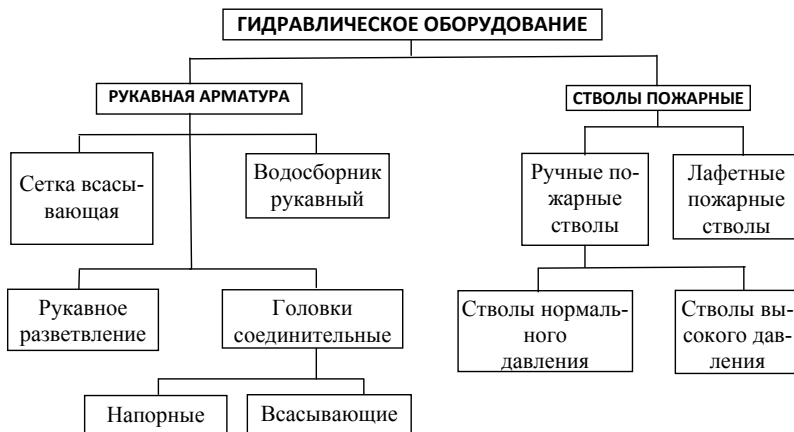 ГИДРАВЛИЧЕСКОЕ ОБОРУДОВАНИЕ
РУКАВНАЯ АРМАТУРА
СТВОЛЫ ПОЖАРНЫЕ
Сетка всасы-
вающая
Водосборник
рукавный
Ручные по-
жарные
стволы
Лафетные
пожарные
стволы
Рукавное
разветвление
Головки
соединительные
Стволы нормаль-
ного
давления
Стволы вы-
сокого дав-
ления
Напорные
Всасывающие